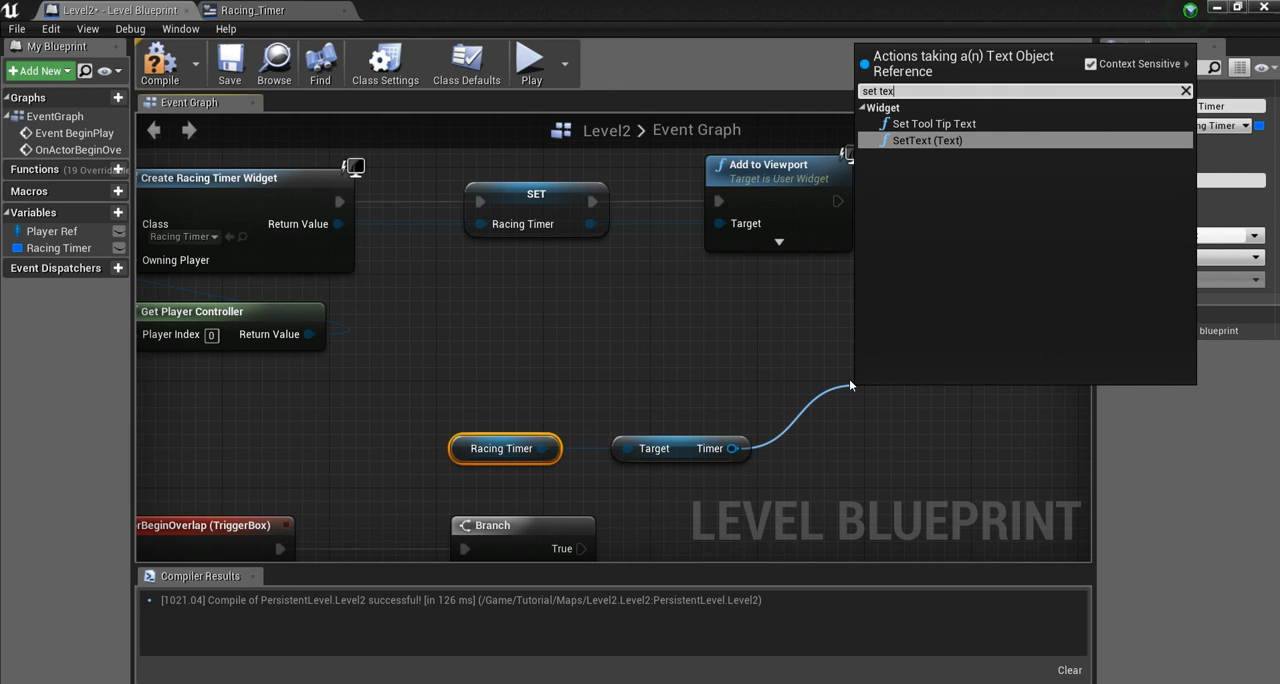 Level2* - Level Blueprint
Racing_Timer
File Edit View Debug Window Help
My Blueprint
Add New
Graphs
EventGraph
Event BeginPlay
OnActorBeginOve
Functions (19 Overridab
Macros
Variables
Player Ref
Racing Timer
Event Dispatchers
Compile
Save
Browse
Find
Class Settings
Class Defaults
Play
Event Graph
Level2 > Event Graph
Create Racing Timer Widget
Class
Racing Timer
Return Value
Owning Player
Get Player Controller
Player Index 0 Return Value
SET
Racing Timer
Add to Viewport
Target is User Widget
Target
Actions taking a(n) Text Object
Reference
Context Sensitive
set tex
Widget
Set Tool Tip Text
SetText (Text)
Timer
ng Timer
blueprint
Racing Timer
Target Timer
rBeginOverlap (TriggerBox)
Branch
True
LEVEL BLUEPRINT
Compiler Results
[1021.04] Compile of PersistentLevel.Level2 successful! [in 126 ms] (/Game/Tutorial/Maps/Level2.Level2:PersistentLevel.Level2)
Clear